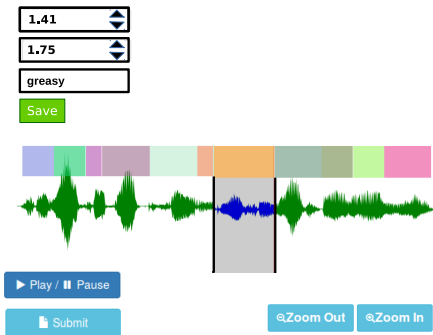 1.41
1.75
greasy
Save
Play / Pause
Submit
Zoom Out
Zoom In